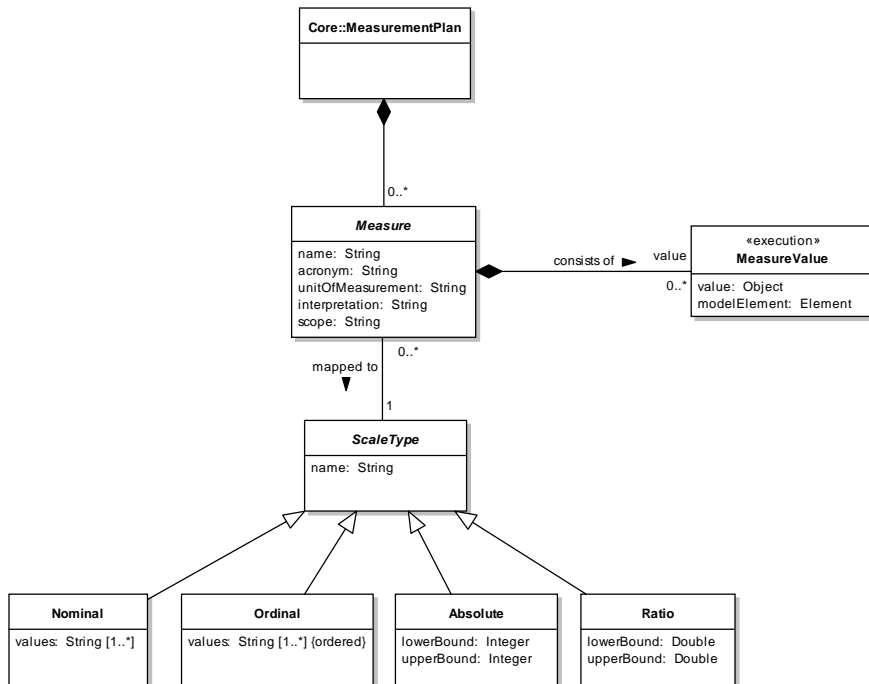 Core::MeasurementPlan
0..*
Measure
name: String
acronym: String
unitOfMeasurement: String
interpretation: String
scope: String
consists of
value
0..*
«execution»
MeasureValue
value: Object
modelElement: Element
0..*
mapped to
1
ScaleType
name: String
Nominal
values: String [1..*]
Ordinal
values: String [1..*] {ordered}
Absolute
lowerBound: Integer
upperBound: Integer
Ratio
lowerBound: Double
upperBound: Double